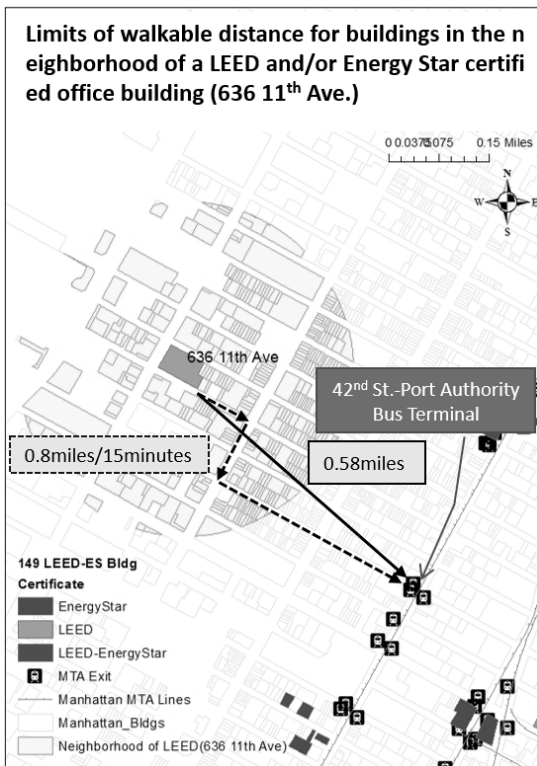 Limits of walkable distance for buildings in the n
eighborhood of a LEED and/or Energy Star certifi
ed office building (636 11th Ave.)
0 0.0375 0.075 0.15 Miles
N
W E
S
636 11th Ave
42nd St.-Port Authority
Bus Terminal
0.8miles/15minutes
0.58miles
149 LEED-ES Bldg
Certificate
EnergyStar
LEED
LEED-EnergyStar
MTA Exit
Manhattan MTA Lines
Manhattan_Bldgs
Neighborhood of LEED(636 11th Ave)